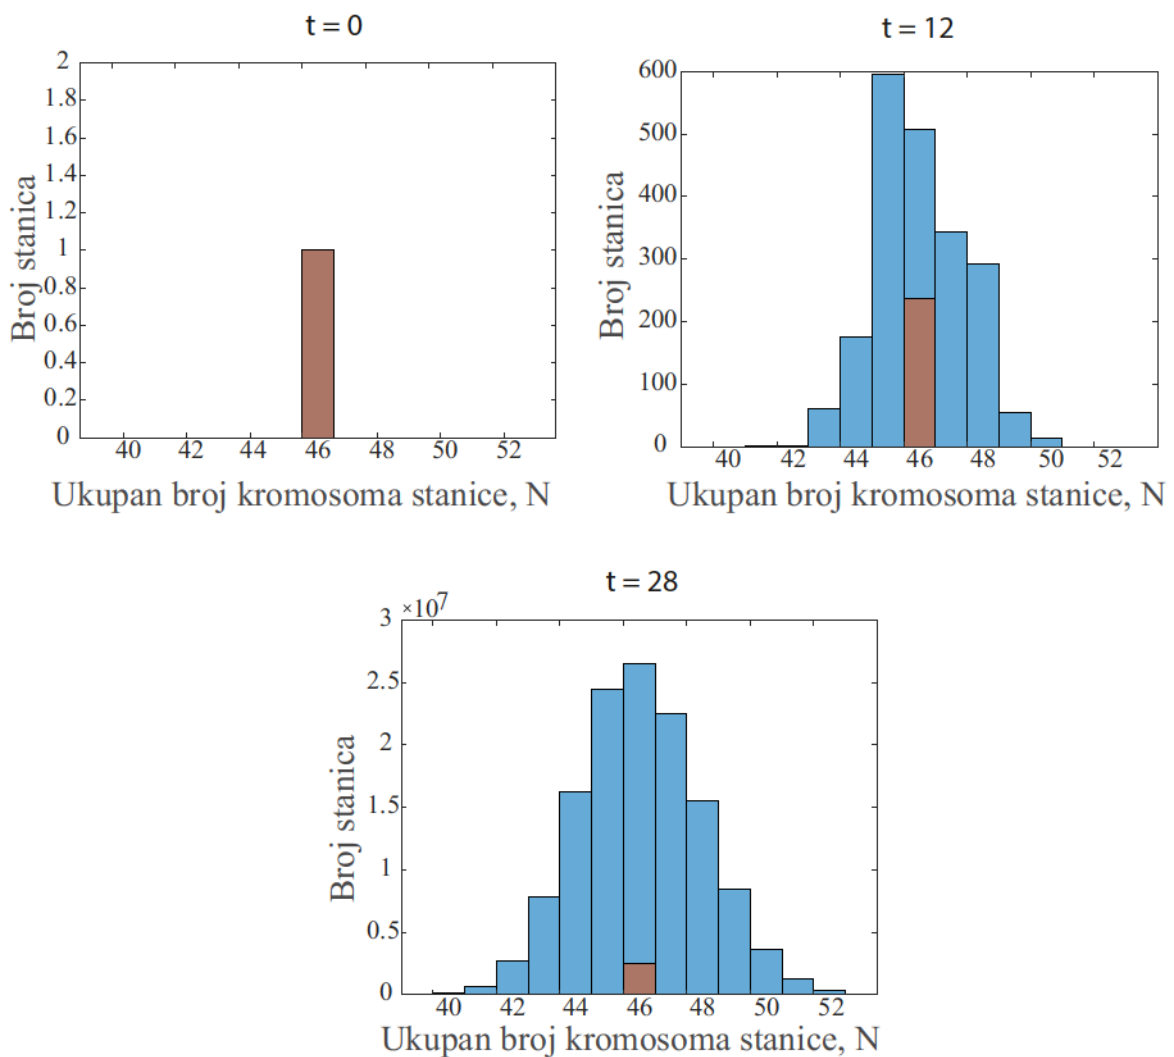 t = 0
2
1.8
1.6
1.4
1.2
1
0.8
0.6
0.4
0.2
0
Broj stanica
40 42 44 46 48 50 52
Ukupan broj kromosoma stanice, N
t = 12
600
500
400
300
200
100
0
Broj stanica
40 42 44 46 48 50 52
Ukupan broj kromosoma stanice, N
t = 28
×10⁷
3
2.5
2
1.5
1
0.5
0
Broj stanica
40 42 44 46 48 50 52
Ukupan broj kromosoma stanice, N